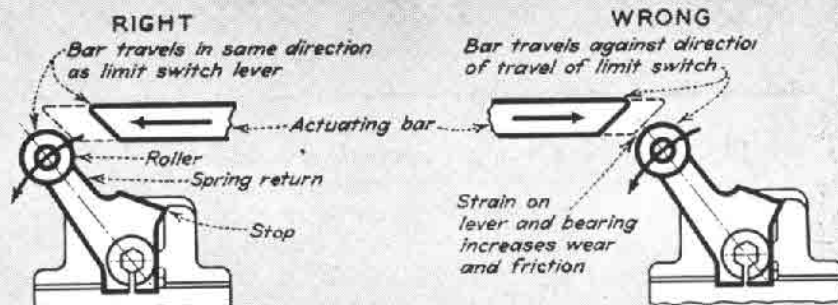 RIGHT
Bar travels in same direction
as limit switch lever
Actuating bar
Roller
Spring return
Stop
WRONG
Bar travels against direction
of travel of limit switch
Strain on
lever and bearing
increases wear
and friction